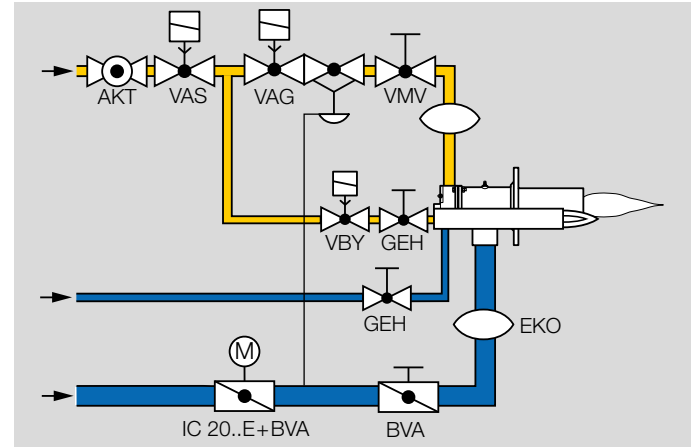 AKT
VAS
VAG
VMV
VBY
GEH
GEH
EKO
M
IC 20..E+BVA
BVA